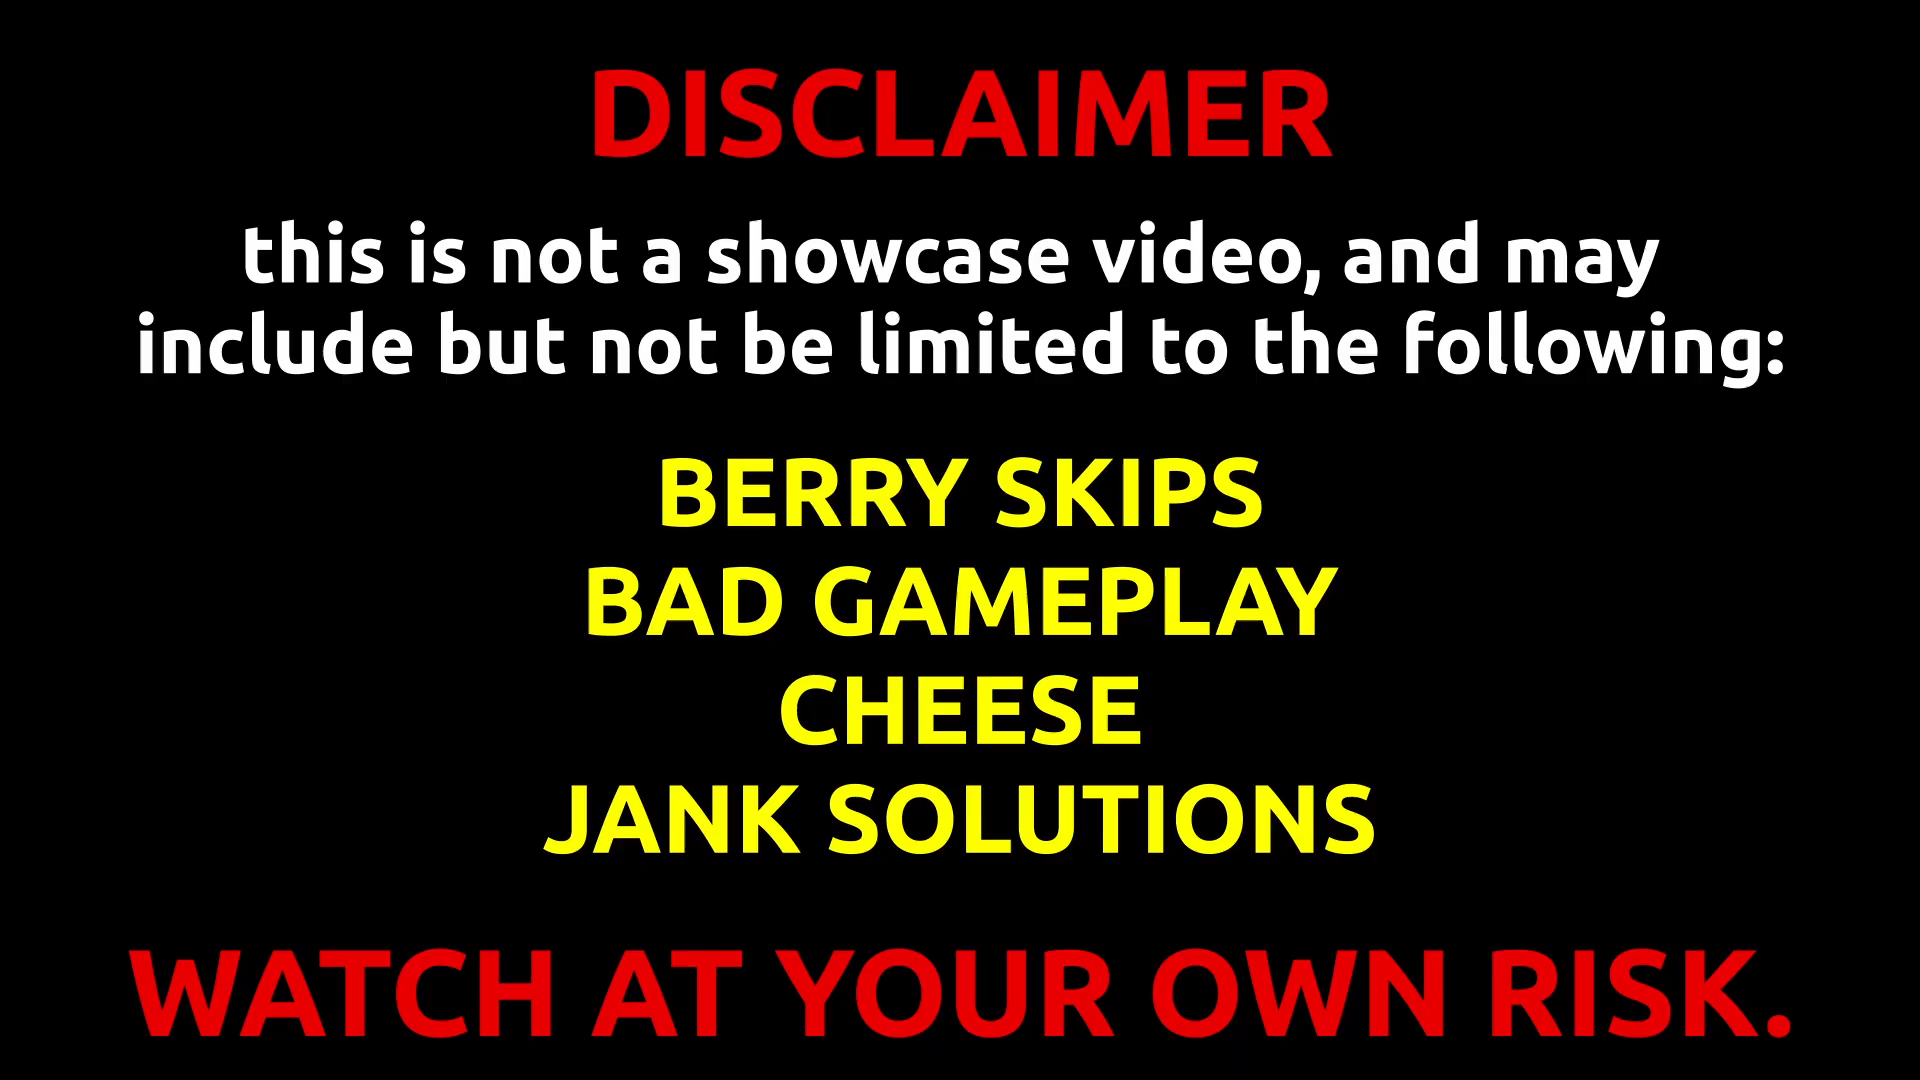 DISCLAIMER
this is not a showcase video, and may
include but not be limited to the following:
BERRY SKIPS
BAD GAMEPLAY
CHEESE
JANK SOLUTIONS
WATCH AT YOUR OWN RISK.